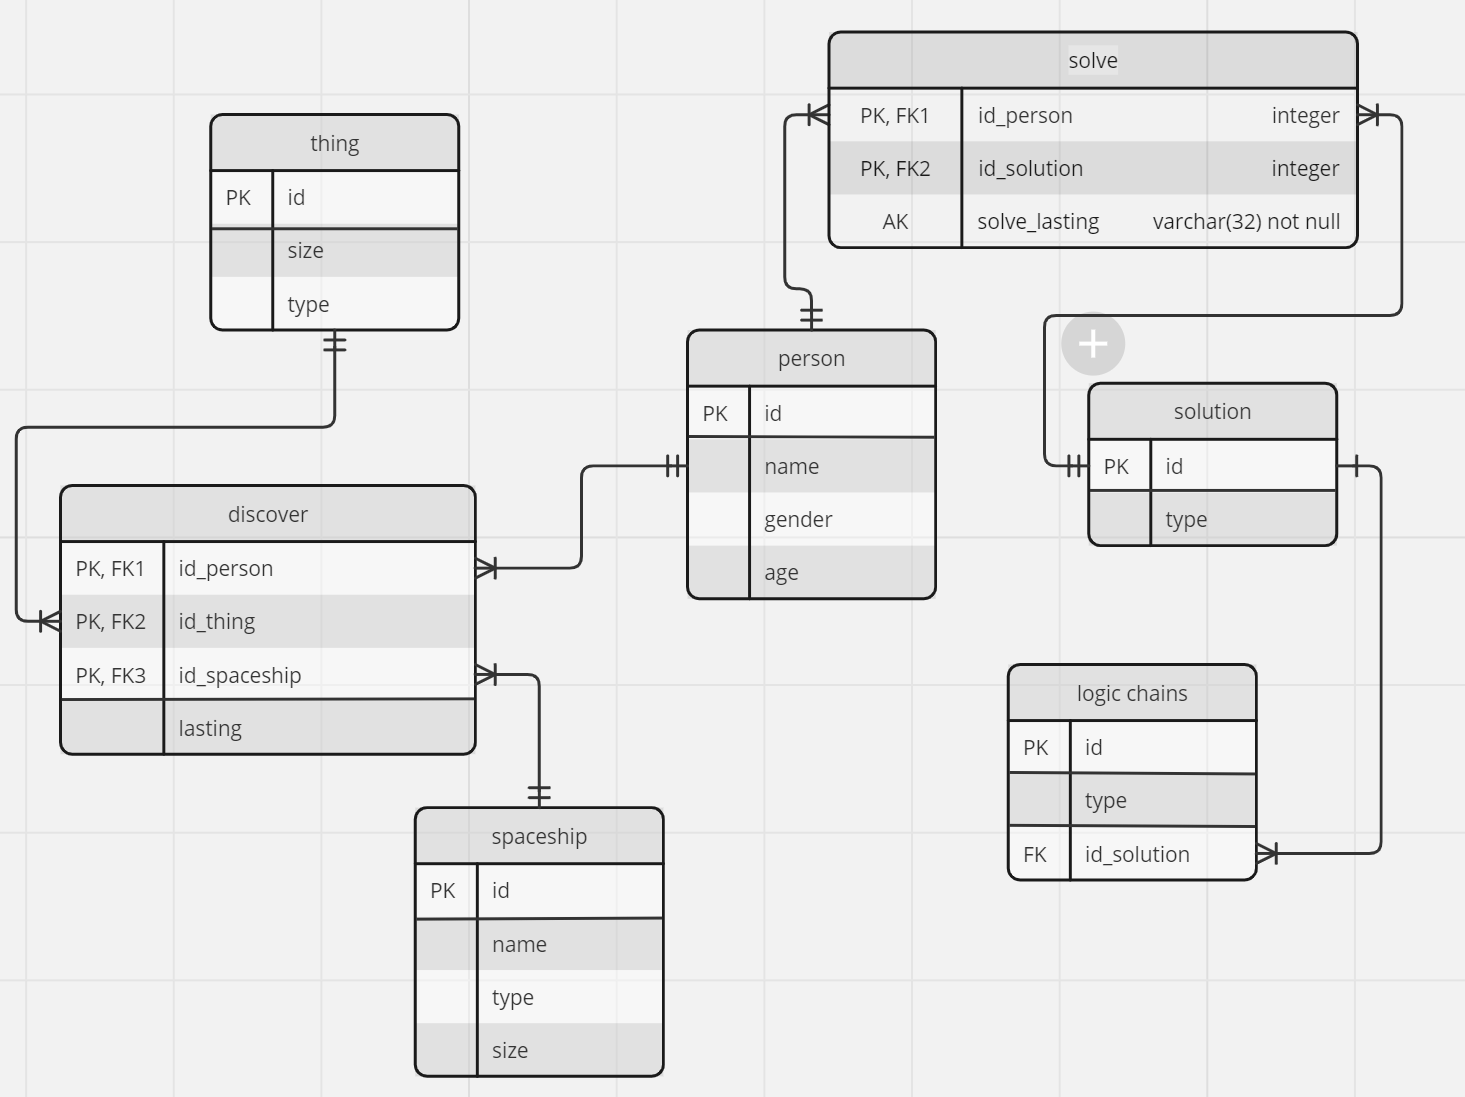 solve
PK, FK1 id_person integer
PK, FK2 id_solution integer
AK solve_lasting varchar(32) not null
thing
PK id
size
type
person
PK id
name
gender
age
solution
PK id
type
discover
PK, FK1 id_person
PK, FK2 id_thing
PK, FK3 id_spaceship
lasting
logic chains
PK id
type
FK id_solution
spaceship
PK id
name
type
size